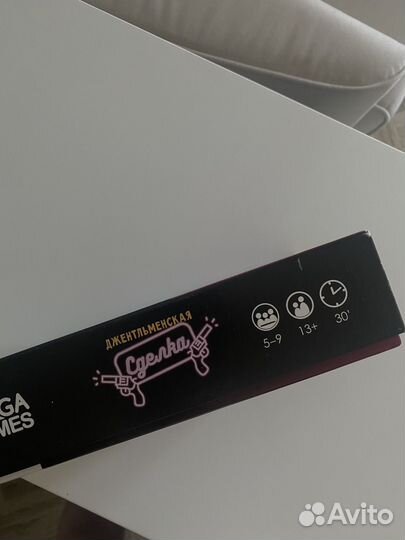 ДЖЕНТЛЬМЕНСКАЯ
Сделка
5–9 13+ 30'
GA
MES
Avito